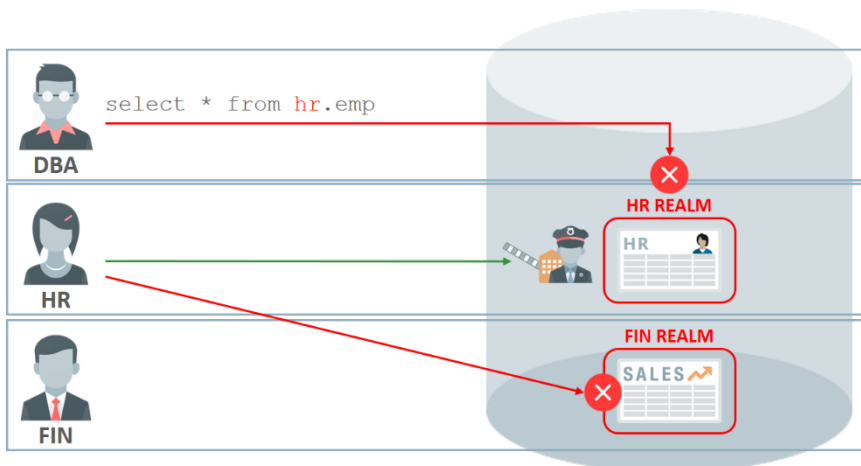 select * from hr.emp
DBA
HR REALM
HR
HR
FIN REALM
SALES
FIN